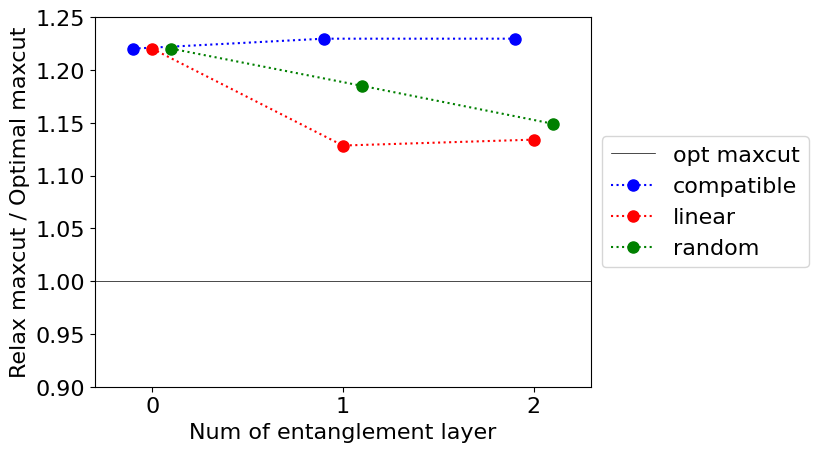 Relax maxcut / Optimal maxcut
1.25
1.20
1.15
1.10
1.05
1.00
0.95
0.90
0
1
2
Num of entanglement layer
opt maxcut
compatible
linear
random